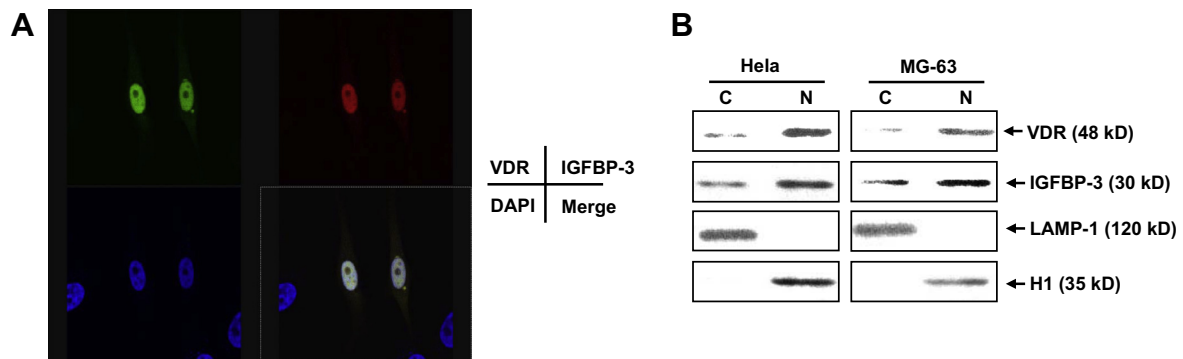 A
VDR IGFBP-3
DAPI Merge
B
Hela MG-63
C N C N
VDR (48 kD)
IGFBP-3 (30 kD)
LAMP-1 (120 kD)
H1 (35 kD)